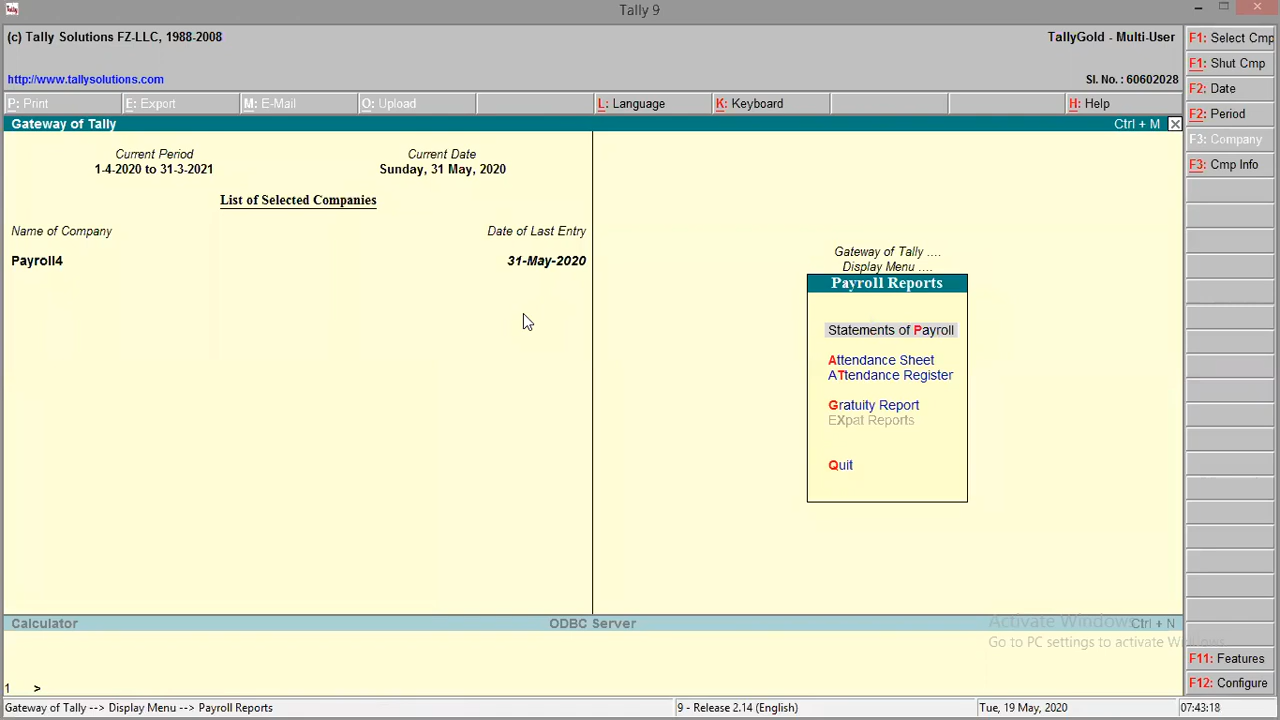 Tally
Tally 9
(c) Tally Solutions FZ-LLC, 1988-2008
TallyGold - Multi-User
http://www.tallysolutions.com
Sl. No. : 60602028
P: Print
E: Export
M: E-Mail
O: Upload
L: Language
K: Keyboard
H: Help
Gateway of Tally
Ctrl + M
Current Period
1-4-2020 to 31-3-2021
Current Date
Sunday, 31 May, 2020
List of Selected Companies
Name of Company
Date of Last Entry
Payroll4
31-May-2020
Gateway of Tally ....
Display Menu ....
Payroll Reports
Statements of Payroll
Attendance Sheet
ATtendance Register
Gratuity Report
EXpat Reports
Quit
F1: Select Cmp
F1: Shut Cmp
F2: Date
F2: Period
F3: Company
F3: Cmp Info
F11: Features
F12: Configure
Calculator
ODBC Server
Ctrl + N
Activate Windows
Go to PC settings to activate Windows.
1 >
Gateway of Tally --> Display Menu --> Payroll Reports
9 - Release 2.14 (English)
Tue, 19 May, 2020
07:43:18